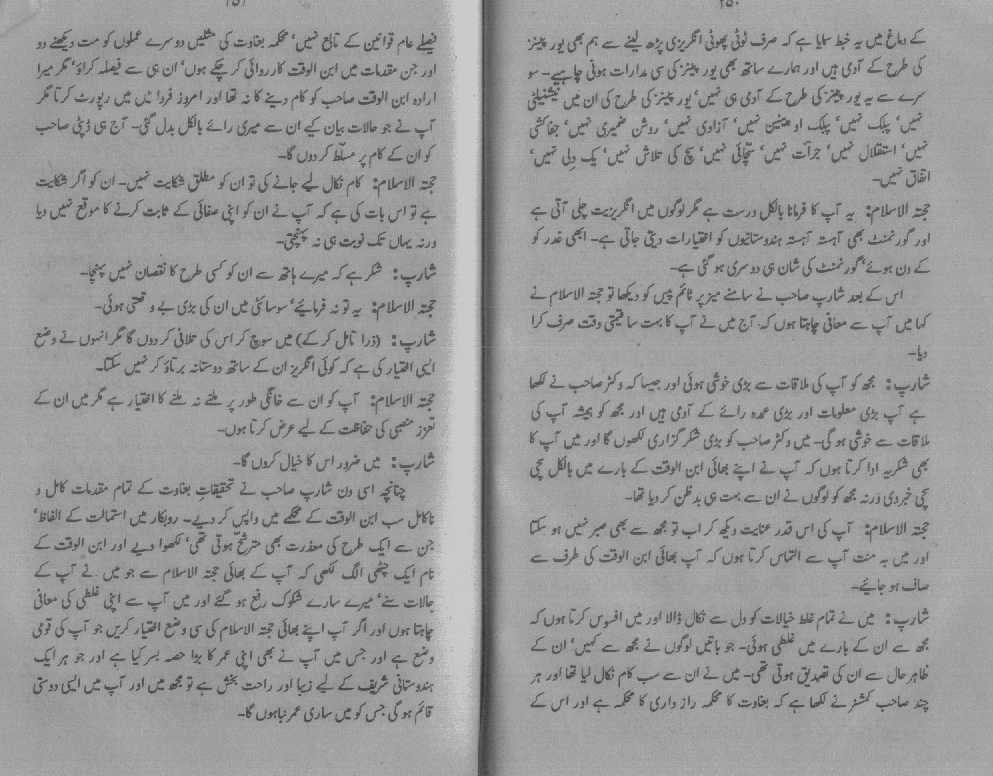 ۲۵۰
کے دماغ میں یہ خبط سمایا ہے کہ صرف ٹوٹی پھوٹی انگریزی پڑھ لینے سے ہم بھی یورپینز
کی طرح کے آدمی ہیں اور ہمارے ساتھ بھی یورپینز کی سی مدارات ہونی چاہیے۔ سو
سرے سے یہ یورپینز کی طرح کے آدمی ہی نہیں‘ یورپینز کی طرح کی ان میں نیشنیلٹی
نہیں‘ پبلک نہیں‘ پبلک اوپینین نہیں‘ آزادی نہیں‘ روشن ضمیری نہیں‘ جفاکشی
نہیں‘ استقلال نہیں‘ جرأت نہیں‘ سچائی نہیں‘ سچ کی تلاش نہیں‘ یک دلی نہیں‘
اتفاق نہیں۔
حجتہ الاسلام: یہ آپ کا فرمانا بالکل درست ہے مگر لوگوں میں انگریزیت چلی آتی ہے
اور گورنمنٹ بھی آہستہ آہستہ ہندوستانیوں کو اختیارات دیتی جاتی ہے۔ ابھی غدر کو
کے دن ہوئے‘ گورنمنٹ کی شان ہی دوسری ہو گئی ہے۔
اس کے بعد شارپ صاحب نے سامنے میز پر ٹائم پیس کو دیکھا تو حجتہ الاسلام نے
کہا میں آپ سے معافی چاہتا ہوں کہ آج میں نے آپ کا بہت سا قیمتی وقت صرف کرا
دیا۔
شارپ: مجھ کو آپ کی ملاقات سے بڑی خوشی ہوئی اور جیسا کہ وکٹر صاحب نے لکھا
ہے آپ بڑی معلومات اور بڑی عمدہ رائے کے آدمی ہیں اور مجھ کو ہمیشہ آپ کی
ملاقات سے خوشی ہو گی۔ میں وکٹر صاحب کو بڑی شکر گزاری لکھوں گا اور میں آپ کا
بھی شکریہ ادا کرتا ہوں کہ آپ نے اپنے بھائی ابن الوقت کے بارے میں بالکل سچی
سچی خبر دی ورنہ مجھ کو لوگوں نے ان سے بہت ہی بدظن کر دیا تھا۔
حجتہ الاسلام: آپ کی اس قدر عنایت دیکھ کر اب تو مجھ سے بھی صبر نہیں ہو سکتا
اور میں بہ منت آپ سے التماس کرتا ہوں کہ آپ بھائی ابن الوقت کی طرف سے
صاف ہو جائیے۔
شارپ: میں نے تمام غلط خیالات کو دل سے نکال ڈالا اور میں افسوس کرتا ہوں کہ
مجھ سے ان کے بارے میں غلطی ہوئی۔ جو باتیں لوگوں نے مجھ سے کہیں‘ ان کے
ظاہر حال سے ان کی تصدیق ہوتی تھی۔ میں نے ان سے سب کام نکال لیا تھا اور ہر
چند صاحب کمشنر نے لکھا ہے کہ بغاوت کا محکمہ راز داری کا محکمہ ہے اور اس کے
۲۵۱
فیصلے عام قوانین کے تابع نہیں‘ محکمہ بغاوت کی مثلیں دوسرے عملوں کو مت دیکھنے دو
اور جن مقدمات میں ابن الوقت کارروائی کر چکے ہوں‘ ان ہی سے فیصلہ کراؤ‘ مگر میرا
ارادہ ابن الوقت صاحب کو کام دینے کا نہ تھا اور امروز فردا میں میں رپورٹ کرتا مگر
آپ نے جو حالات بیان کیے ان سے میری رائے بالکل بدل گئی۔ آج ہی ڈپٹی صاحب
کو ان کے کام پر مسلّط کر دوں گا۔
حجتہ الاسلام: کام نکال لیے جانے کی تو ان کو مطلق شکایت نہیں۔ ان کو اگر شکایت
ہے تو اس بات کی ہے کہ آپ نے ان کو اپنی صفائی کے ثابت کرنے کا موقع نہیں دیا
ورنہ یہاں تک نوبت ہی نہ پہنچتی۔
شارپ: شکر ہے کہ میرے ہاتھ سے ان کو کسی طرح کا نقصان نہیں پہنچا۔
حجتہ الاسلام: یہ تو نہ فرمائیے‘ سوسائٹی میں ان کی بڑی بے وقعتی ہوئی۔
شارپ: (ذرا تامل کر کے) میں سوچ کر اس کی تلافی کر دوں گا مگر انہوں نے وضع
ایسی اختیار کی ہے کہ کوئی انگریز ان کے ساتھ دوستانہ برتاؤ کر نہیں سکتا۔
حجتہ الاسلام: آپ کو ان سے خانگی طور پر ملنے نہ ملنے کا اختیار ہے مگر میں ان کے
تعزز منصبی کی حفاظت کے لیے عرض کرتا ہوں۔
شارپ: میں ضرور اس کا خیال کروں گا۔
چنانچہ اسی دن شارپ صاحب نے تحقیقات بغاوت کے تمام مقدمات کامل و
ناکامل سب ابن الوقت کے محکمے میں واپس کر دیے۔ روبکار میں استمالت کے الفاظ‘
جن سے ایک طرح کی معذرت بھی مترشح ہوتی تھی‘ لکھوا دیے اور ابن الوقت کے
نام ایک چٹھی الگ لکھی کہ آپ کے بھائی حجتہ الاسلام سے جو میں نے آپ کے
حالات سنے‘ میرے سارے شکوک رفع ہو گئے اور میں آپ سے اپنی غلطی کی معافی
چاہتا ہوں اور اگر آپ اپنے بھائی حجتہ الاسلام کی سی وضع اختیار کریں جو آپ کی قومی
وضع ہے اور جس میں آپ نے بھی اپنی عمر کا بڑا حصہ بسر کیا ہے اور جو ہر ایک
ہندوستانی شریف کے لیے زیبا اور راحت بخش ہے تو مجھ میں اور آپ میں ایسی دوستی
قائم ہو گی جس کو میں ساری عمر نباہوں گا۔